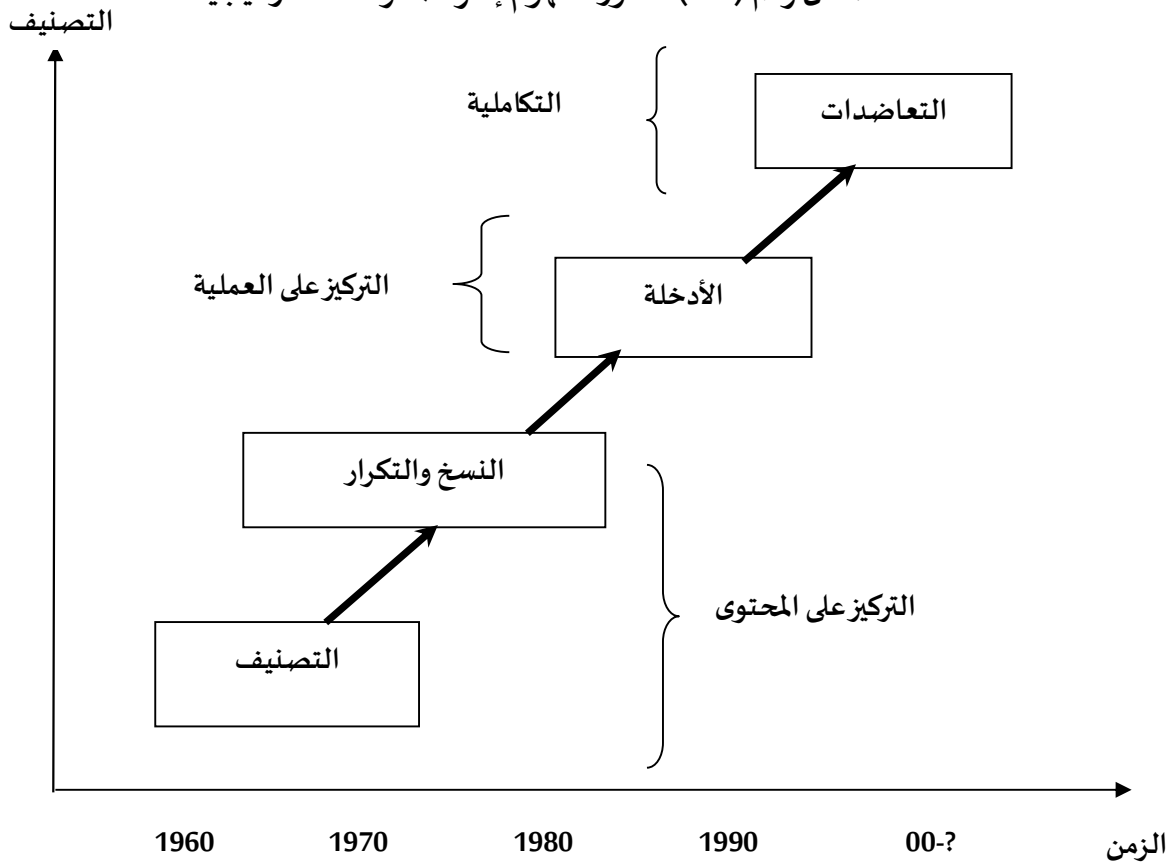 التصنيف
التعاضدات
التكاملية
الأدخلة
التركيز على العملية
النسخ والتكرار
التركيز على المحتوى
التصنيف
1960 1970 1980 1990 00-? الزمن